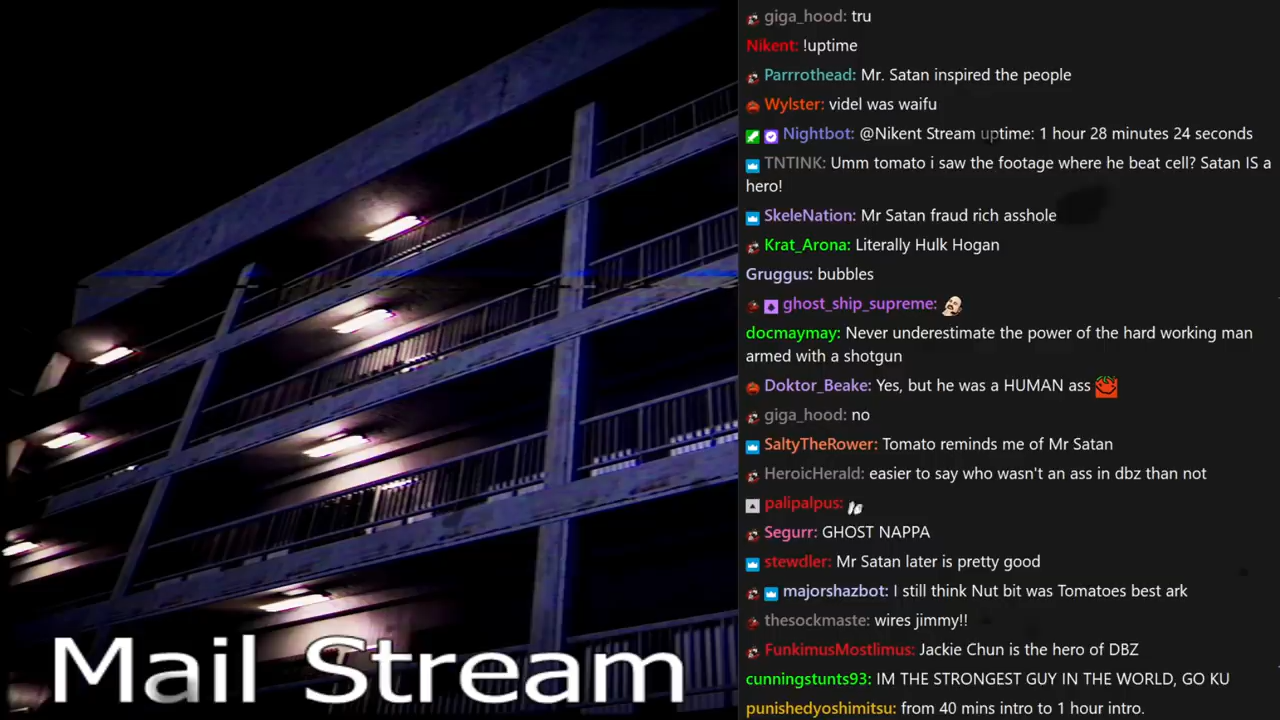 giga_hood: tru
Nikent: !uptime
Parrrothead: Mr. Satan inspired the people
Wylster: videl was waifu
Nightbot: @Nikent Stream uptime: 1 hour 28 minutes 24 seconds
TNTINK: Umm tomato i saw the footage where he beat cell? Satan IS a
hero!
SkeleNation: Mr Satan fraud rich asshole
Krat_Arona: Literally Hulk Hogan
Gruggus: bubbles
ghost_ship_supreme:
docmaymay: Never underestimate the power of the hard working man
armed with a shotgun
Doktor_Beake: Yes, but he was a HUMAN ass
giga_hood: no
SaltyTheRower: Tomato reminds me of Mr Satan
HeroicHerald: easier to say who wasn't an ass in dbz than not
palipalpus:
Segurr: GHOST NAPPA
stewdler: Mr Satan later is pretty good
majorshazbot: I still think Nut bit was Tomatoes best ark
thesockmaste: wires jimmy!!
FunkimusMostlimus: Jackie Chun is the hero of DBZ
cunningstunts93: IM THE STRONGEST GUY IN THE WORLD, GO KU
punishedyoshimitsu: from 40 mins intro to 1 hour intro.
Mail Stream